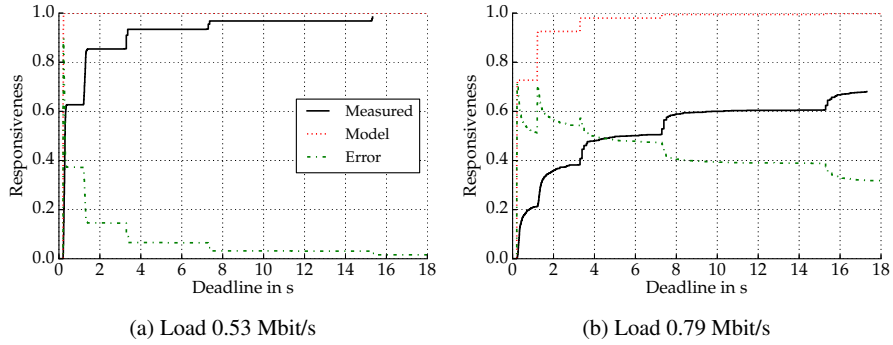 1.0
0.8
0.6
0.4
0.2
0.0
Responsiveness
Measured
Model
Error
0 2 4 6 8 10 12 14 16 18
Deadline in s
(a) Load 0.53 Mbit/s
1.0
0.8
0.6
0.4
0.2
0.0
Responsiveness
0 2 4 6 8 10 12 14 16 18
Deadline in s
(b) Load 0.79 Mbit/s